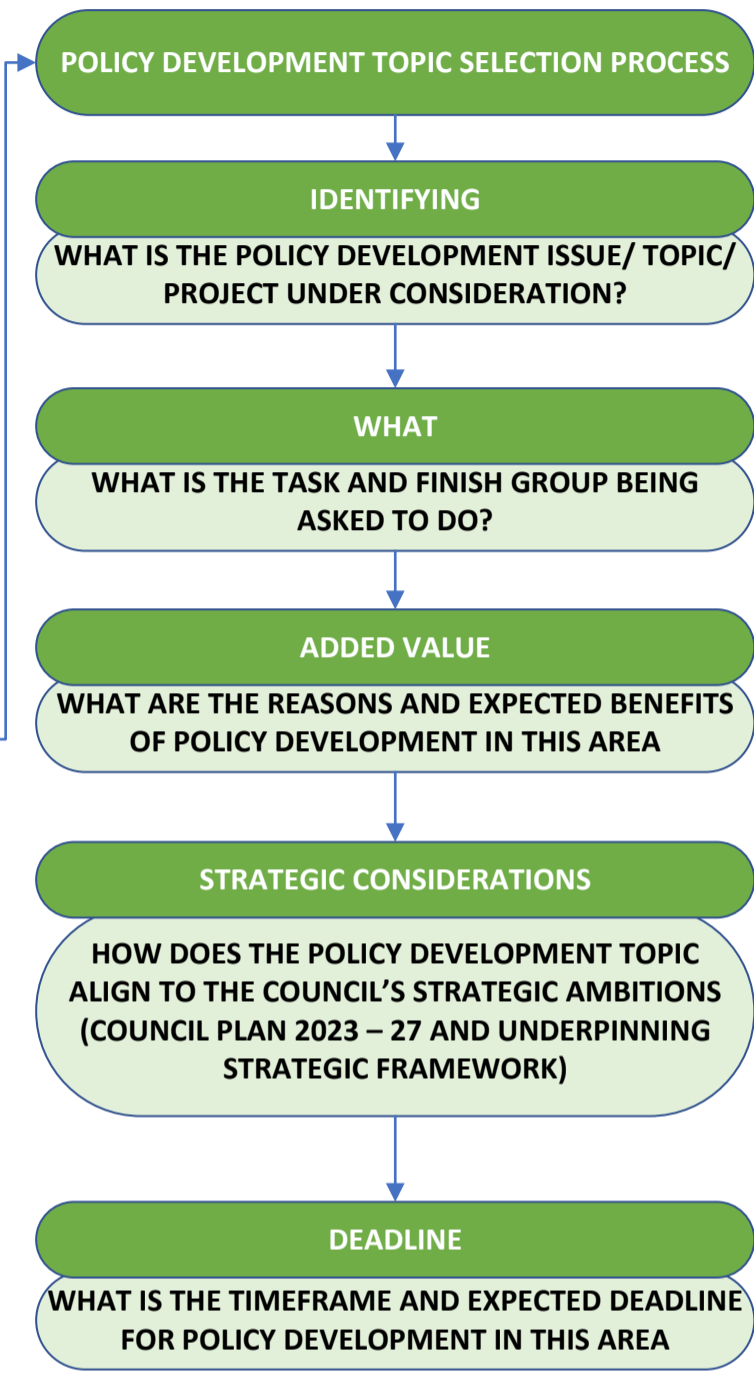 POLICY DEVELOPMENT TOPIC SELECTION PROCESS
IDENTIFYING
WHAT IS THE POLICY DEVELOPMENT ISSUE/ TOPIC/
PROJECT UNDER CONSIDERATION?
WHAT
WHAT IS THE TASK AND FINISH GROUP BEING
ASKED TO DO?
ADDED VALUE
WHAT ARE THE REASONS AND EXPECTED BENEFITS
OF POLICY DEVELOPMENT IN THIS AREA
STRATEGIC CONSIDERATIONS
HOW DOES THE POLICY DEVELOPMENT TOPIC
ALIGN TO THE COUNCIL’S STRATEGIC AMBITIONS
(COUNCIL PLAN 2023 – 27 AND UNDERPINNING
STRATEGIC FRAMEWORK)
DEADLINE
WHAT IS THE TIMEFRAME AND EXPECTED DEADLINE
FOR POLICY DEVELOPMENT IN THIS AREA